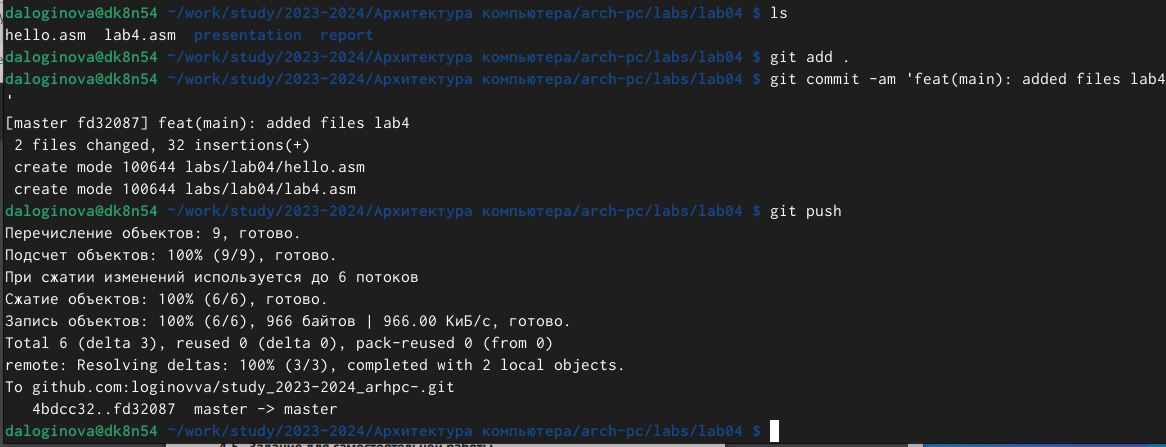 daloginova@dk8n54 ~/work/study/2023-2024/Архитектура компьютера/arch-pc/labs/lab04 $ ls
hello.asm  lab4.asm  presentation  report
daloginova@dk8n54 ~/work/study/2023-2024/Архитектура компьютера/arch-pc/labs/lab04 $ git add .
daloginova@dk8n54 ~/work/study/2023-2024/Архитектура компьютера/arch-pc/labs/lab04 $ git commit -am 'feat(main): added files lab4
'
[master fd32087] feat(main): added files lab4
 2 files changed, 32 insertions(+)
 create mode 100644 labs/lab04/hello.asm
 create mode 100644 labs/lab04/lab4.asm
daloginova@dk8n54 ~/work/study/2023-2024/Архитектура компьютера/arch-pc/labs/lab04 $ git push
Перечисление объектов: 9, готово.
Подсчет объектов: 100% (9/9), готово.
При сжатии изменений используется до 6 потоков
Сжатие объектов: 100% (6/6), готово.
Запись объектов: 100% (6/6), 966 байтов | 966.00 КиБ/с, готово.
Total 6 (delta 3), reused 0 (delta 0), pack-reused 0 (from 0)
remote: Resolving deltas: 100% (3/3), completed with 2 local objects.
To github.com:loginovva/study_2023-2024_arhpc-.git
   4bdcc32..fd32087  master -> master
daloginova@dk8n54 ~/work/study/2023-2024/Архитектура компьютера/arch-pc/labs/lab04 $